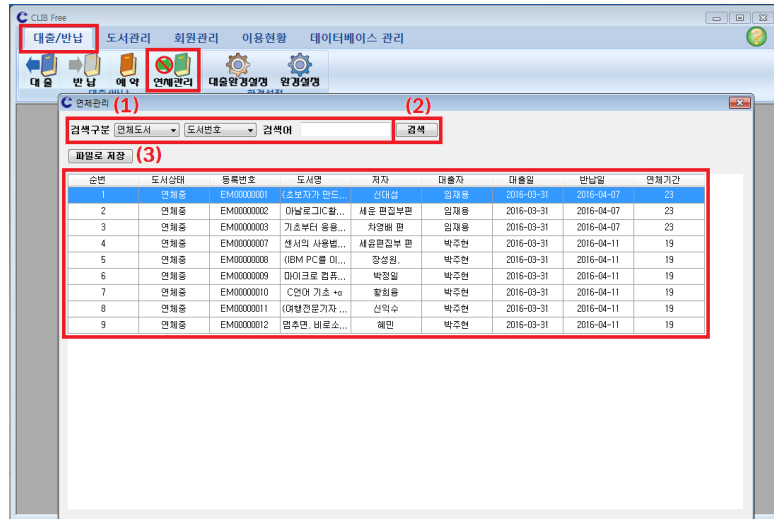 CLIB Free
대출/반납 도서관리 회원관리 이용현황 데이터베이스 관리
대 출 반 납 예 약 연체관리 대출환경설정 환경설정
연체관리 (1) (2)
검색구분 연체도서 도서번호 검색어 검색
파일로 저장 (3)
순번 도서상태 등록번호 도서명 저자 대출자 대출일 반납일 연체기간
1 연체중 EM00000001 (초보자가 만드... 신대섭 임재용 2016-03-31 2016-04-07 23
2 연체중 EM00000002 아날로그IC활... 세운 편집부편 임재용 2016-03-31 2016-04-07 23
3 연체중 EM00000003 기초부터 응용... 차영배 편 임재용 2016-03-31 2016-04-07 23
4 연체중 EM00000007 센서의 사용법... 세운편집부 편 박주현 2016-03-31 2016-04-11 19
5 연체중 EM00000008 (IBM PC를 이... 장성원, 박주현 2016-03-31 2016-04-11 19
6 연체중 EM00000009 마이크로 컴퓨... 박정일 박주현 2016-03-31 2016-04-11 19
7 연체중 EM00000010 C언어 기초 +α 황희융 박주현 2016-03-31 2016-04-11 19
8 연체중 EM00000011 (여행전문기자 ... 신익수 박주현 2016-03-31 2016-04-11 19
9 연체중 EM00000012 멈추면, 비로소... 혜민 박주현 2016-03-31 2016-04-11 19